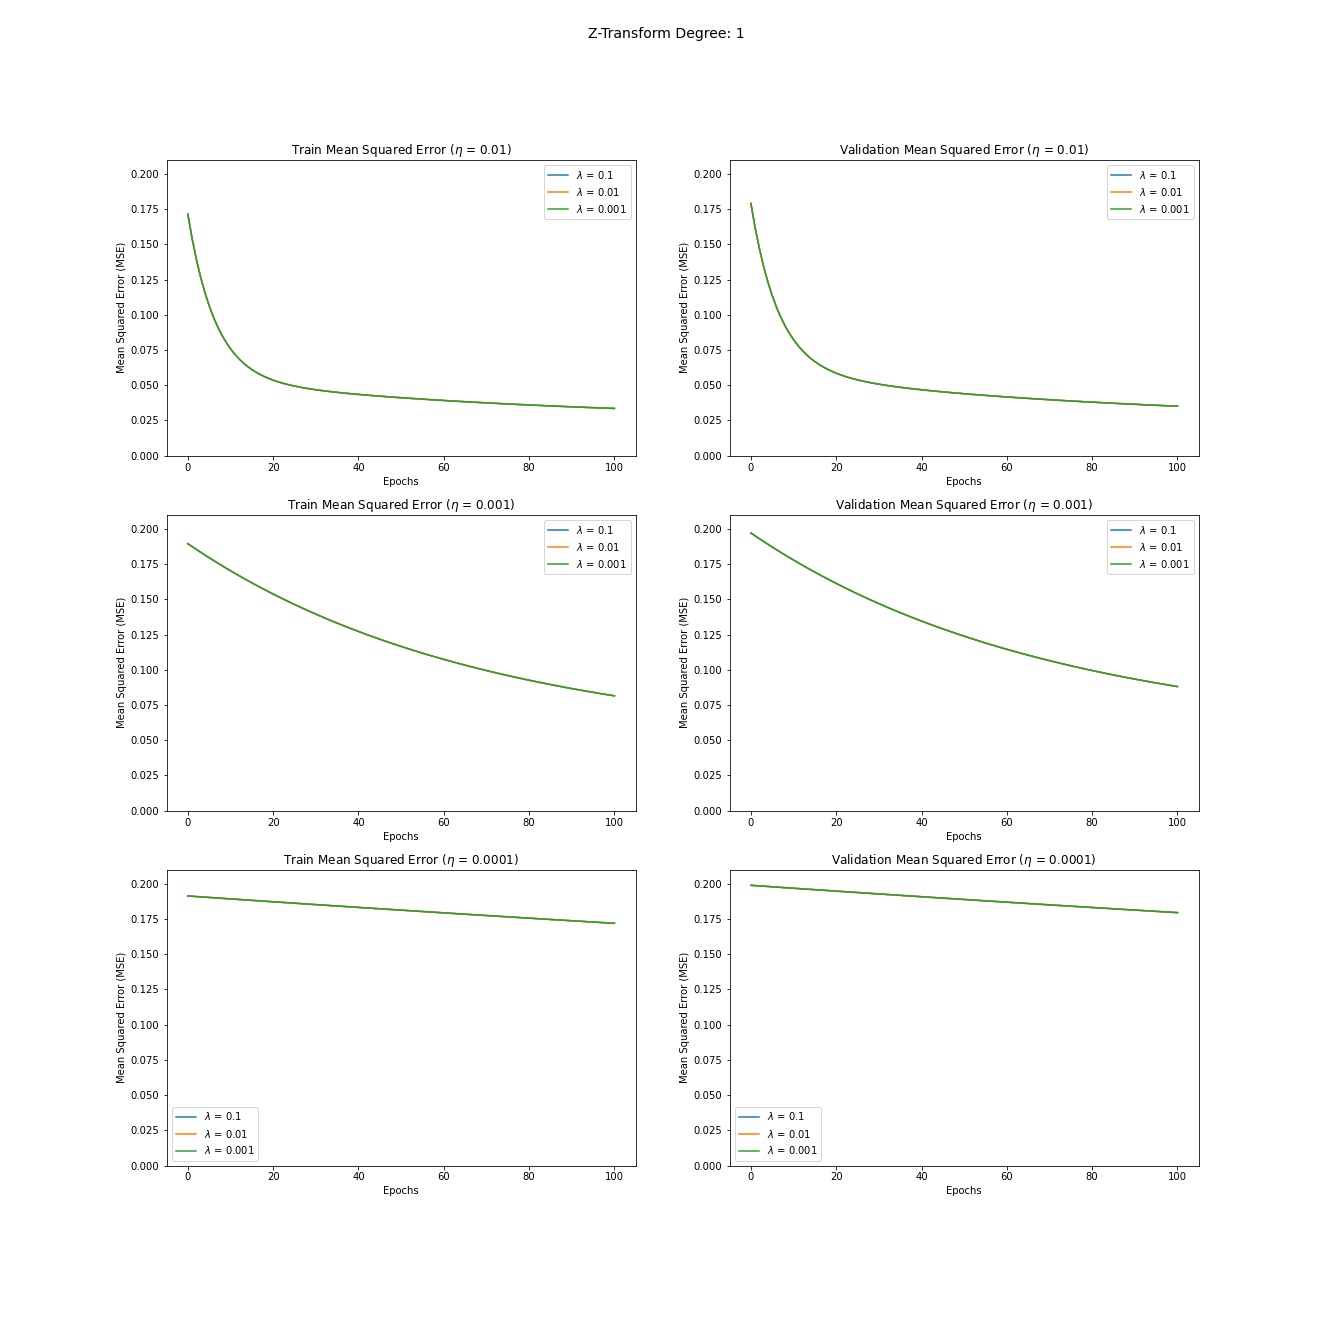 Z-Transform Degree: 1
Train Mean Squared Error (η = 0.01)
Mean Squared Error (MSE)
0.200
0.175
0.150
0.125
0.100
0.075
0.050
0.025
0.000
λ = 0.1
λ = 0.01
λ = 0.001
0 20 40 60 80 100
Epochs
Validation Mean Squared Error (η = 0.01)
Mean Squared Error (MSE)
0.200
0.175
0.150
0.125
0.100
0.075
0.050
0.025
0.000
λ = 0.1
λ = 0.01
λ = 0.001
0 20 40 60 80 100
Epochs
Train Mean Squared Error (η = 0.001)
Mean Squared Error (MSE)
0.200
0.175
0.150
0.125
0.100
0.075
0.050
0.025
0.000
λ = 0.1
λ = 0.01
λ = 0.001
0 20 40 60 80 100
Epochs
Validation Mean Squared Error (η = 0.001)
Mean Squared Error (MSE)
0.200
0.175
0.150
0.125
0.100
0.075
0.050
0.025
0.000
λ = 0.1
λ = 0.01
λ = 0.001
0 20 40 60 80 100
Epochs
Train Mean Squared Error (η = 0.0001)
Mean Squared Error (MSE)
0.200
0.175
0.150
0.125
0.100
0.075
0.050
0.025
0.000
λ = 0.1
λ = 0.01
λ = 0.001
0 20 40 60 80 100
Epochs
Validation Mean Squared Error (η = 0.0001)
Mean Squared Error (MSE)
0.200
0.175
0.150
0.125
0.100
0.075
0.050
0.025
0.000
λ = 0.1
λ = 0.01
λ = 0.001
0 20 40 60 80 100
Epochs